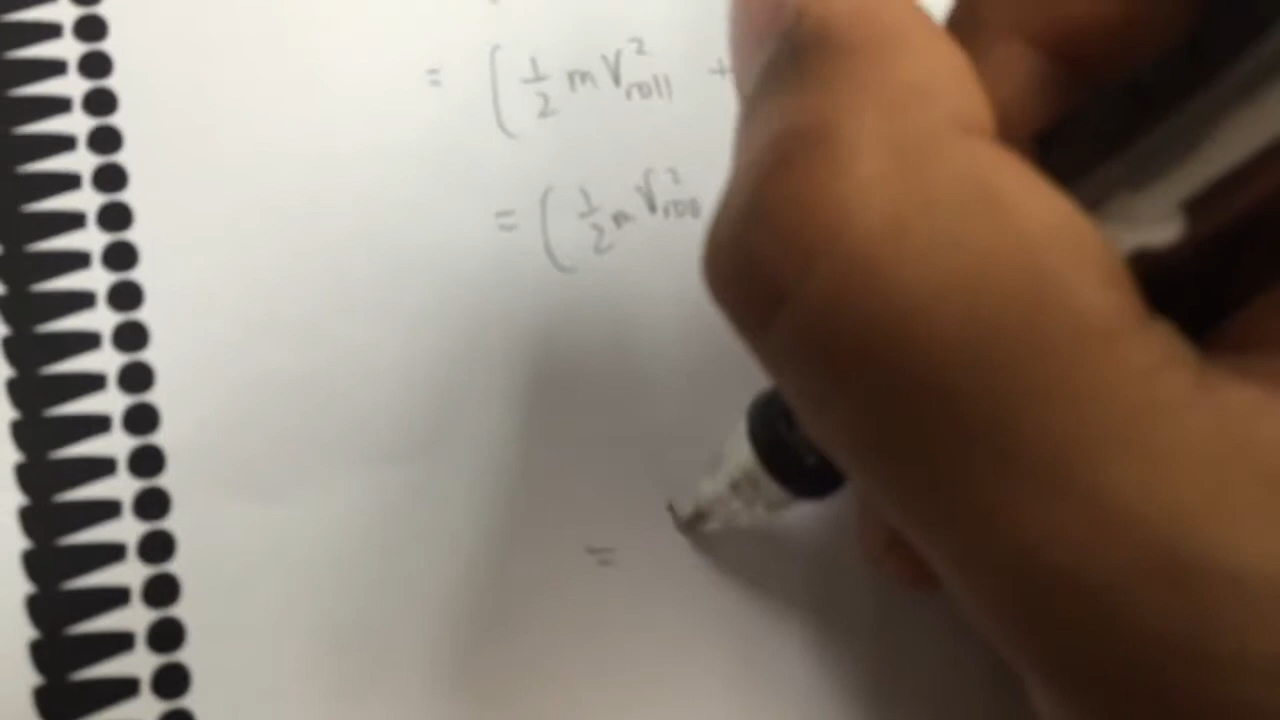 = ( 1/2 m V²roll +
= ( 1/2 m V²roll
=